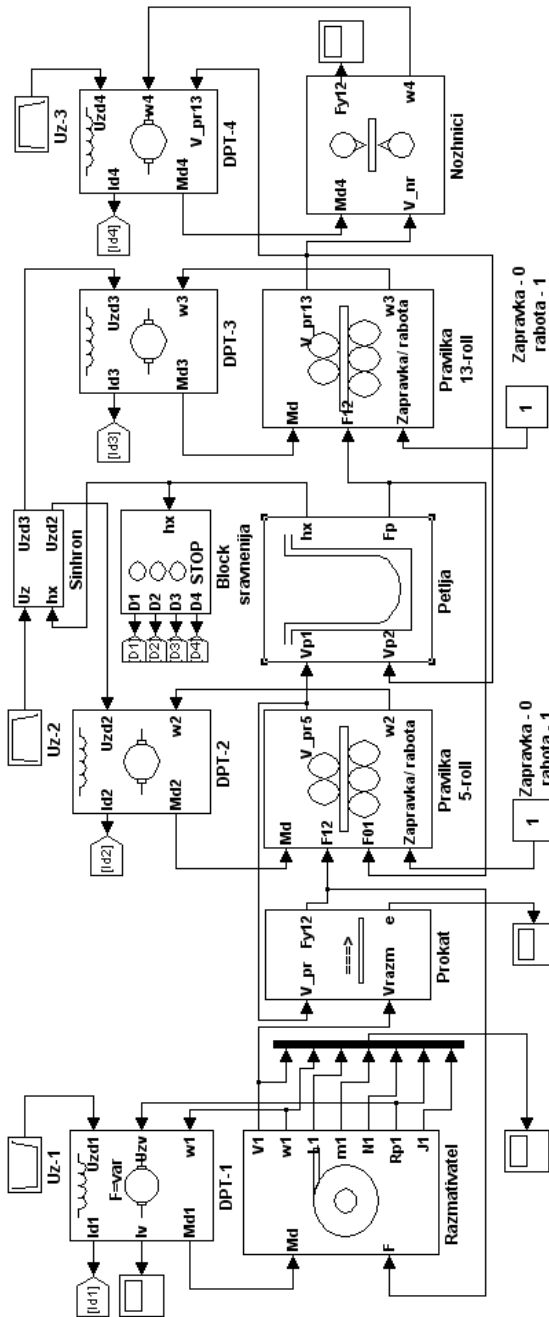 Uz-1
Uzd1
Id1
F=var
Uzv
Iv
w1
Md1
DPT-1
[Id1]
V1
w1
L1
m1
N1
Rp1
J1
Md
F
Razmativatel
V_pr
Fy12
===>
Vrazm
e
Prokat
Uz-2
Uzd2
Id2
w2
Md2
DPT-2
[Id2]
Md
V_pr5
F12
F01
w2
Zapravka/ rabota
Pravilka
5-roll
1
Zapravka - 0
rabota - 1
Uz
Uzd3
hx
Uzd2
Sinhron
D1
hx
D2
D3
STOP
D4
Block
sravnenija
[D1]
[D2]
[D3]
[D4]
Vp1
hx
Vp2
Fp
Petlja
Uzd3
Id3
w3
Md3
DPT-3
[Id3]
Md
V_pr13
F12
w3
Zapravka/ rabota
Pravilka
13-roll
1
Zapravka - 0
rabota - 1
Uz-3
Uzd4
Id4
w4
Md4
V_pr13
DPT-4
[Id4]
Md4
Fy12
V_nr
w4
Nozhnici